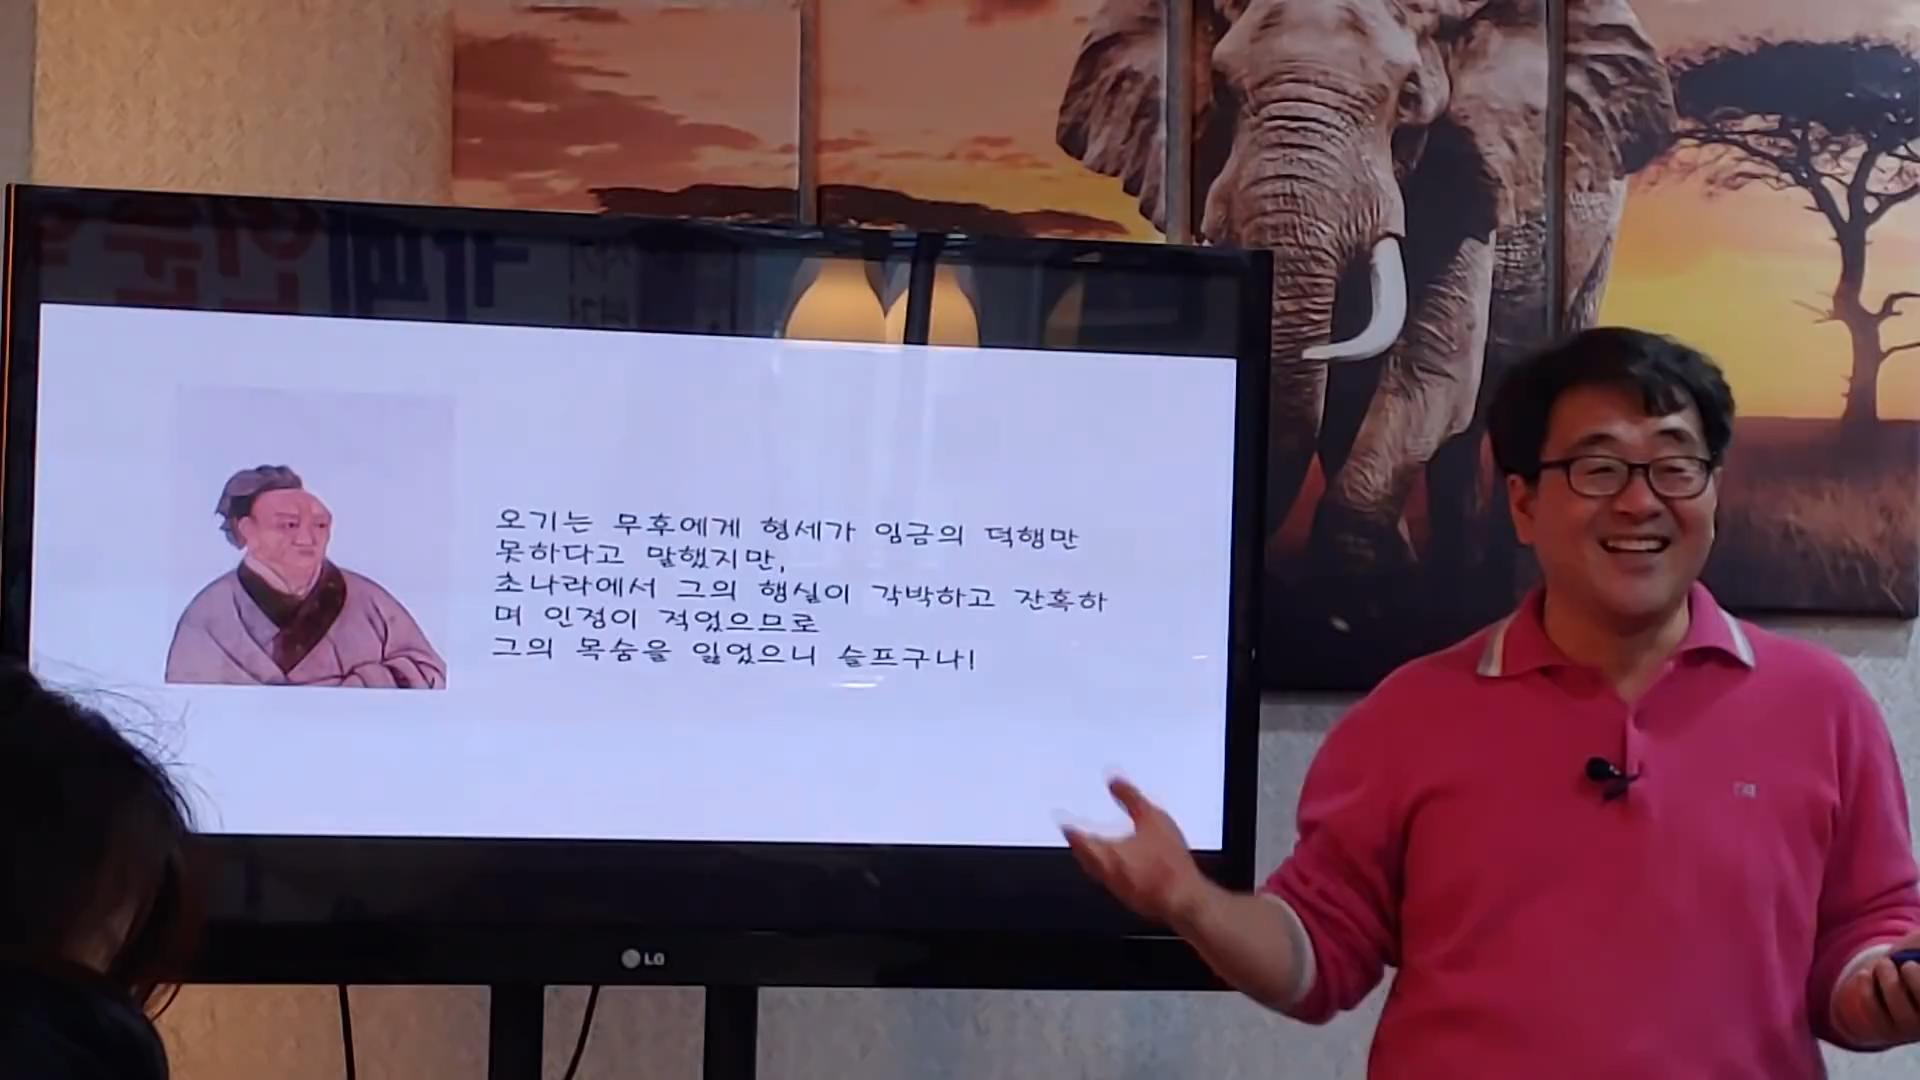 오기는 무후에게 형세가 임금의 덕행만
못하다고 말했지만,
초나라에서 그의 행실이 각박하고 잔혹하
며 인정이 적었으므로
그의 목숨을 잃었으니 슬프구나!
LG